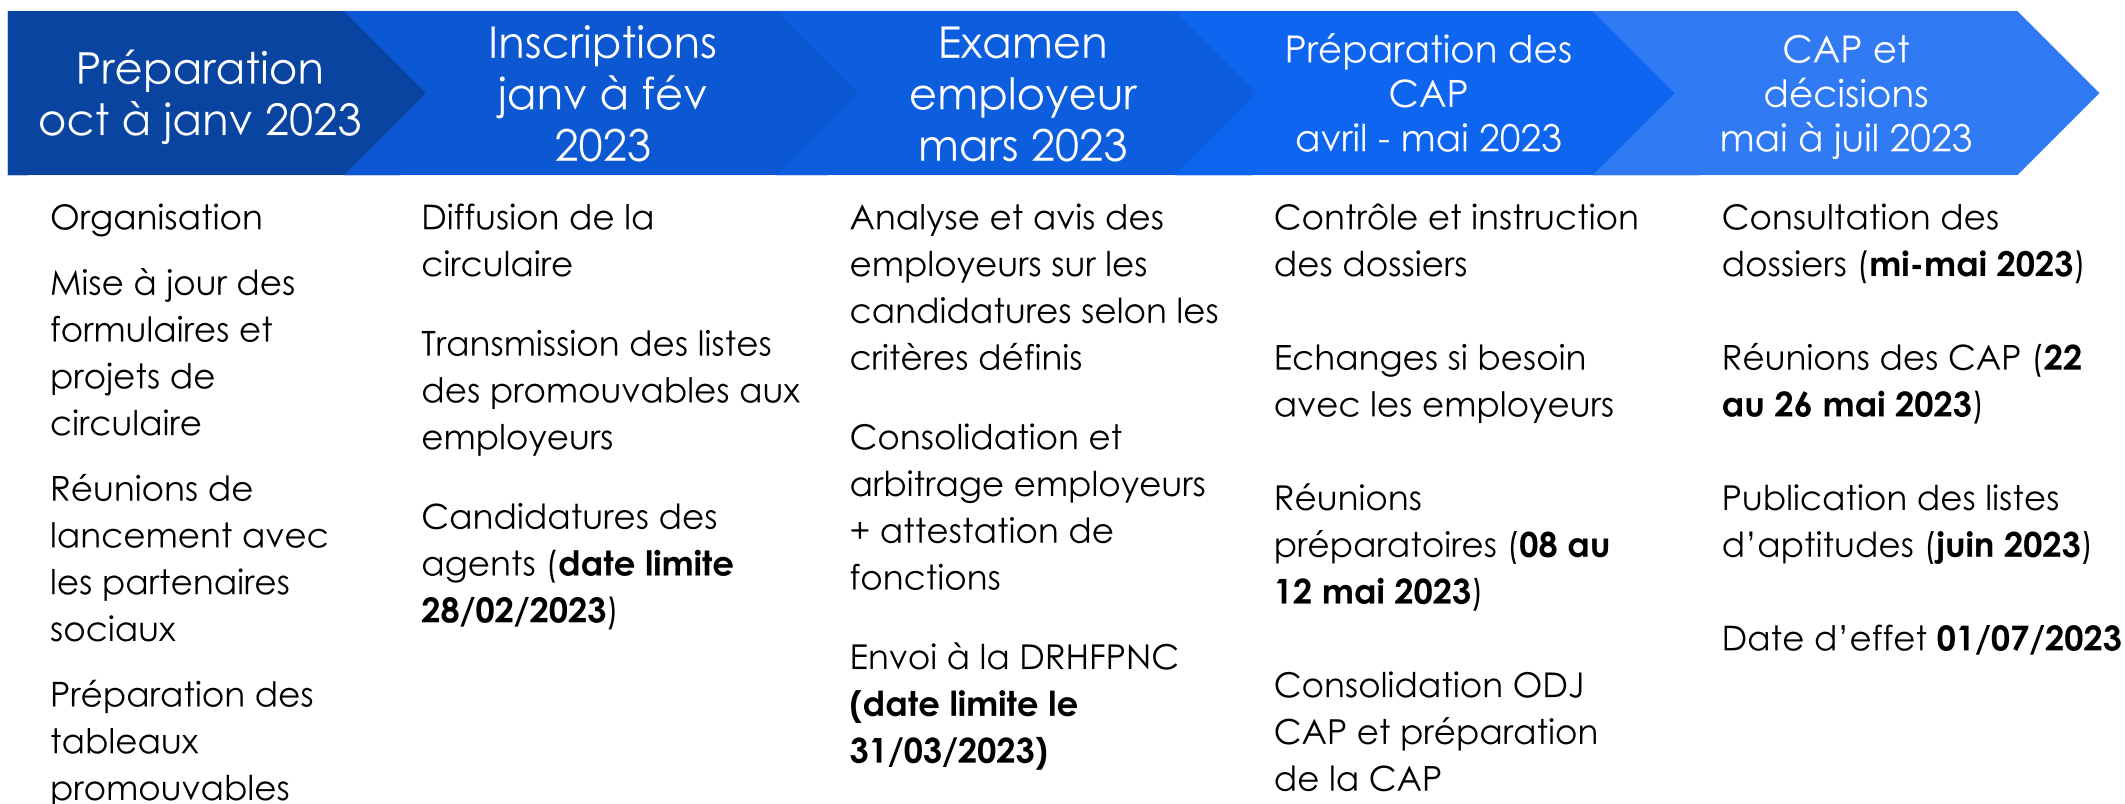 Préparation
oct à janv 2023
Inscriptions
janv à fév
2023
Examen
employeur
mars 2023
Préparation des
CAP
avril - mai 2023
CAP et
décisions
mai à juil 2023
Organisation
Mise à jour des
formulaires et
projets de
circulaire
Réunions de
lancement avec
les partenaires
sociaux
Préparation des
tableaux
promouvables
Diffusion de la
circulaire
Transmission des listes
des promouvables aux
employeurs
Candidatures des
agents (date limite
28/02/2023)
Analyse et avis des
employeurs sur les
candidatures selon les
critères définis
Consolidation et
arbitrage employeurs
+ attestation de
fonctions
Envoi à la DRHFPNC
(date limite le
31/03/2023)
Contrôle et instruction
des dossiers
Echanges si besoin
avec les employeurs
Réunions
préparatoires (08 au
12 mai 2023)
Consolidation ODJ
CAP et préparation
de la CAP
Consultation des
dossiers (mi-mai 2023)
Réunions des CAP (22
au 26 mai 2023)
Publication des listes
d’aptitudes (juin 2023)
Date d’effet 01/07/2023